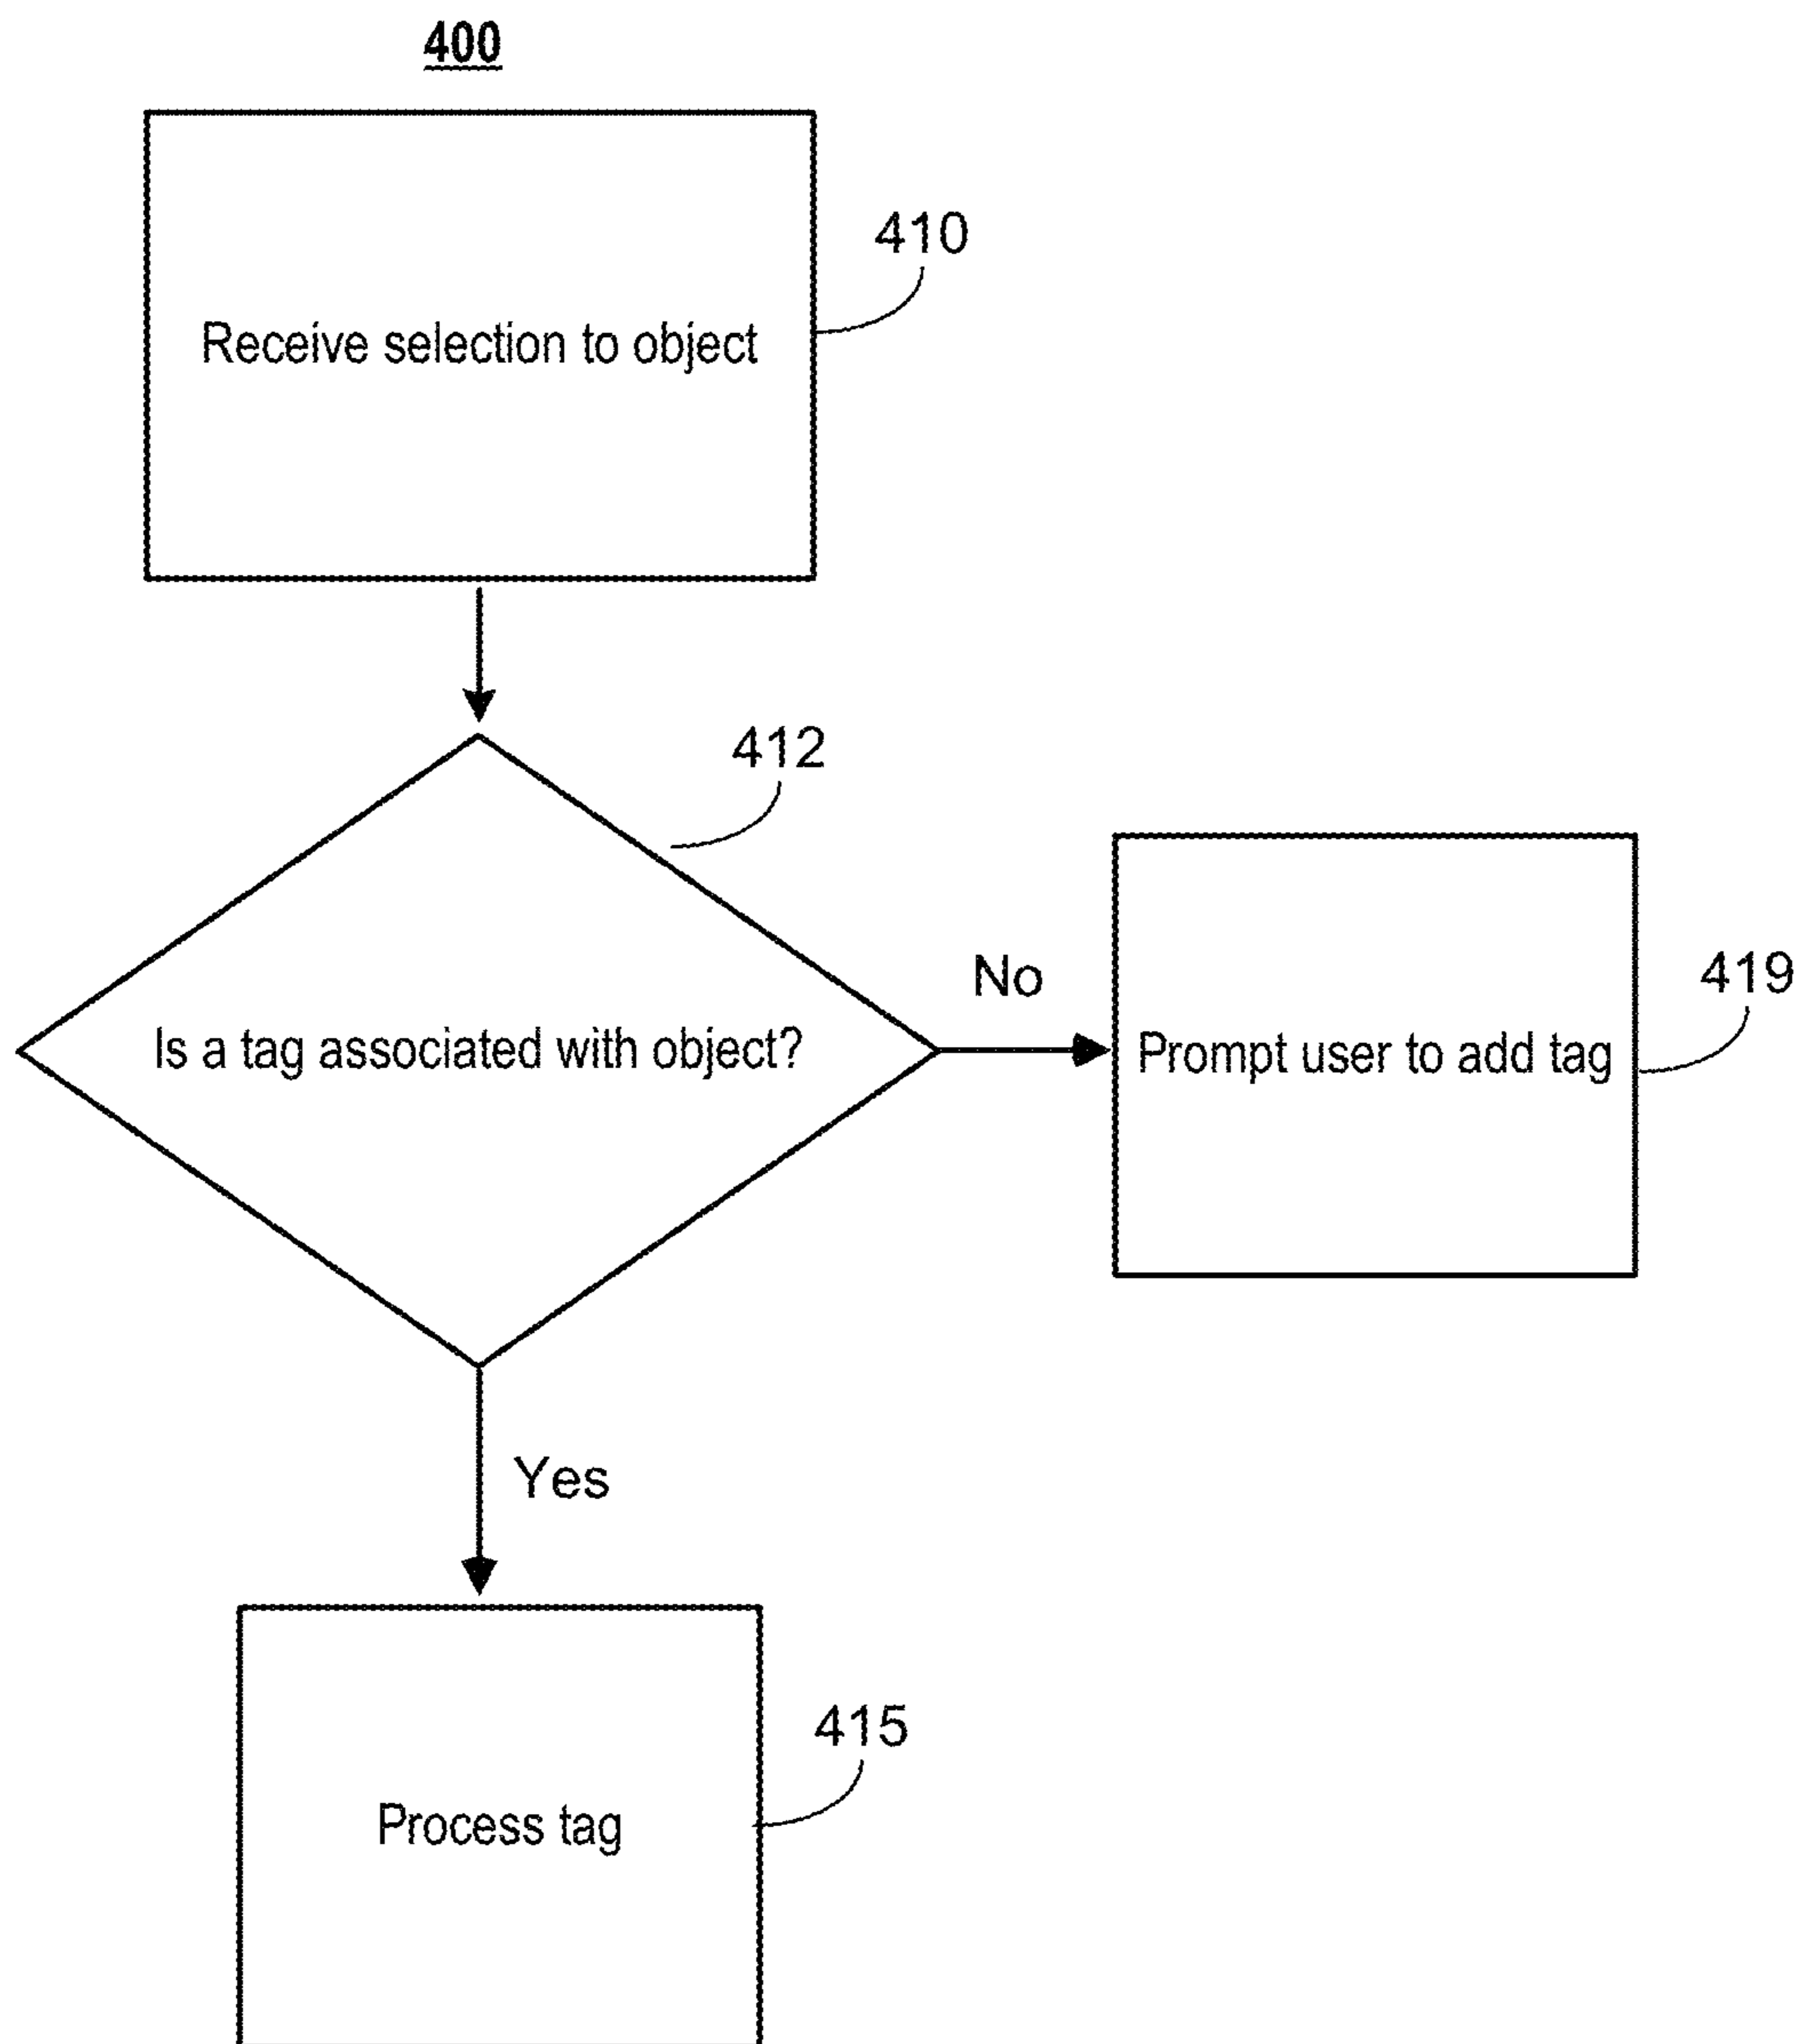 400
Receive selection to object
410
412
Is a tag associated with object?
No
Prompt user to add tag
419
Yes
Process tag
415